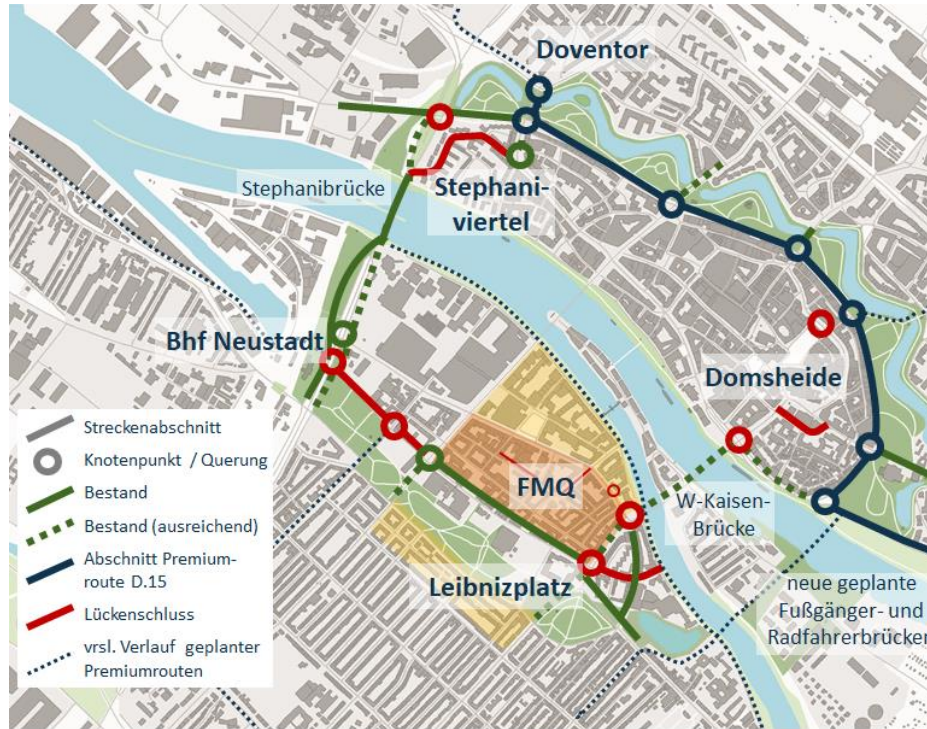 Doventor
Stephanibrücke
Stephani-
viertel
Bhf Neustadt
Domsheide
FMQ
W-Kaisen-
Brücke
Leibnizplatz
neue geplante
Fußgänger- und
Radfahrerbrücken
Streckenabschnitt
Knotenpunkt / Querung
Bestand
Bestand (ausreichend)
Abschnitt Premium-
route D.15
Lückenschluss
vrsl. Verlauf geplanter
Premiumrouten